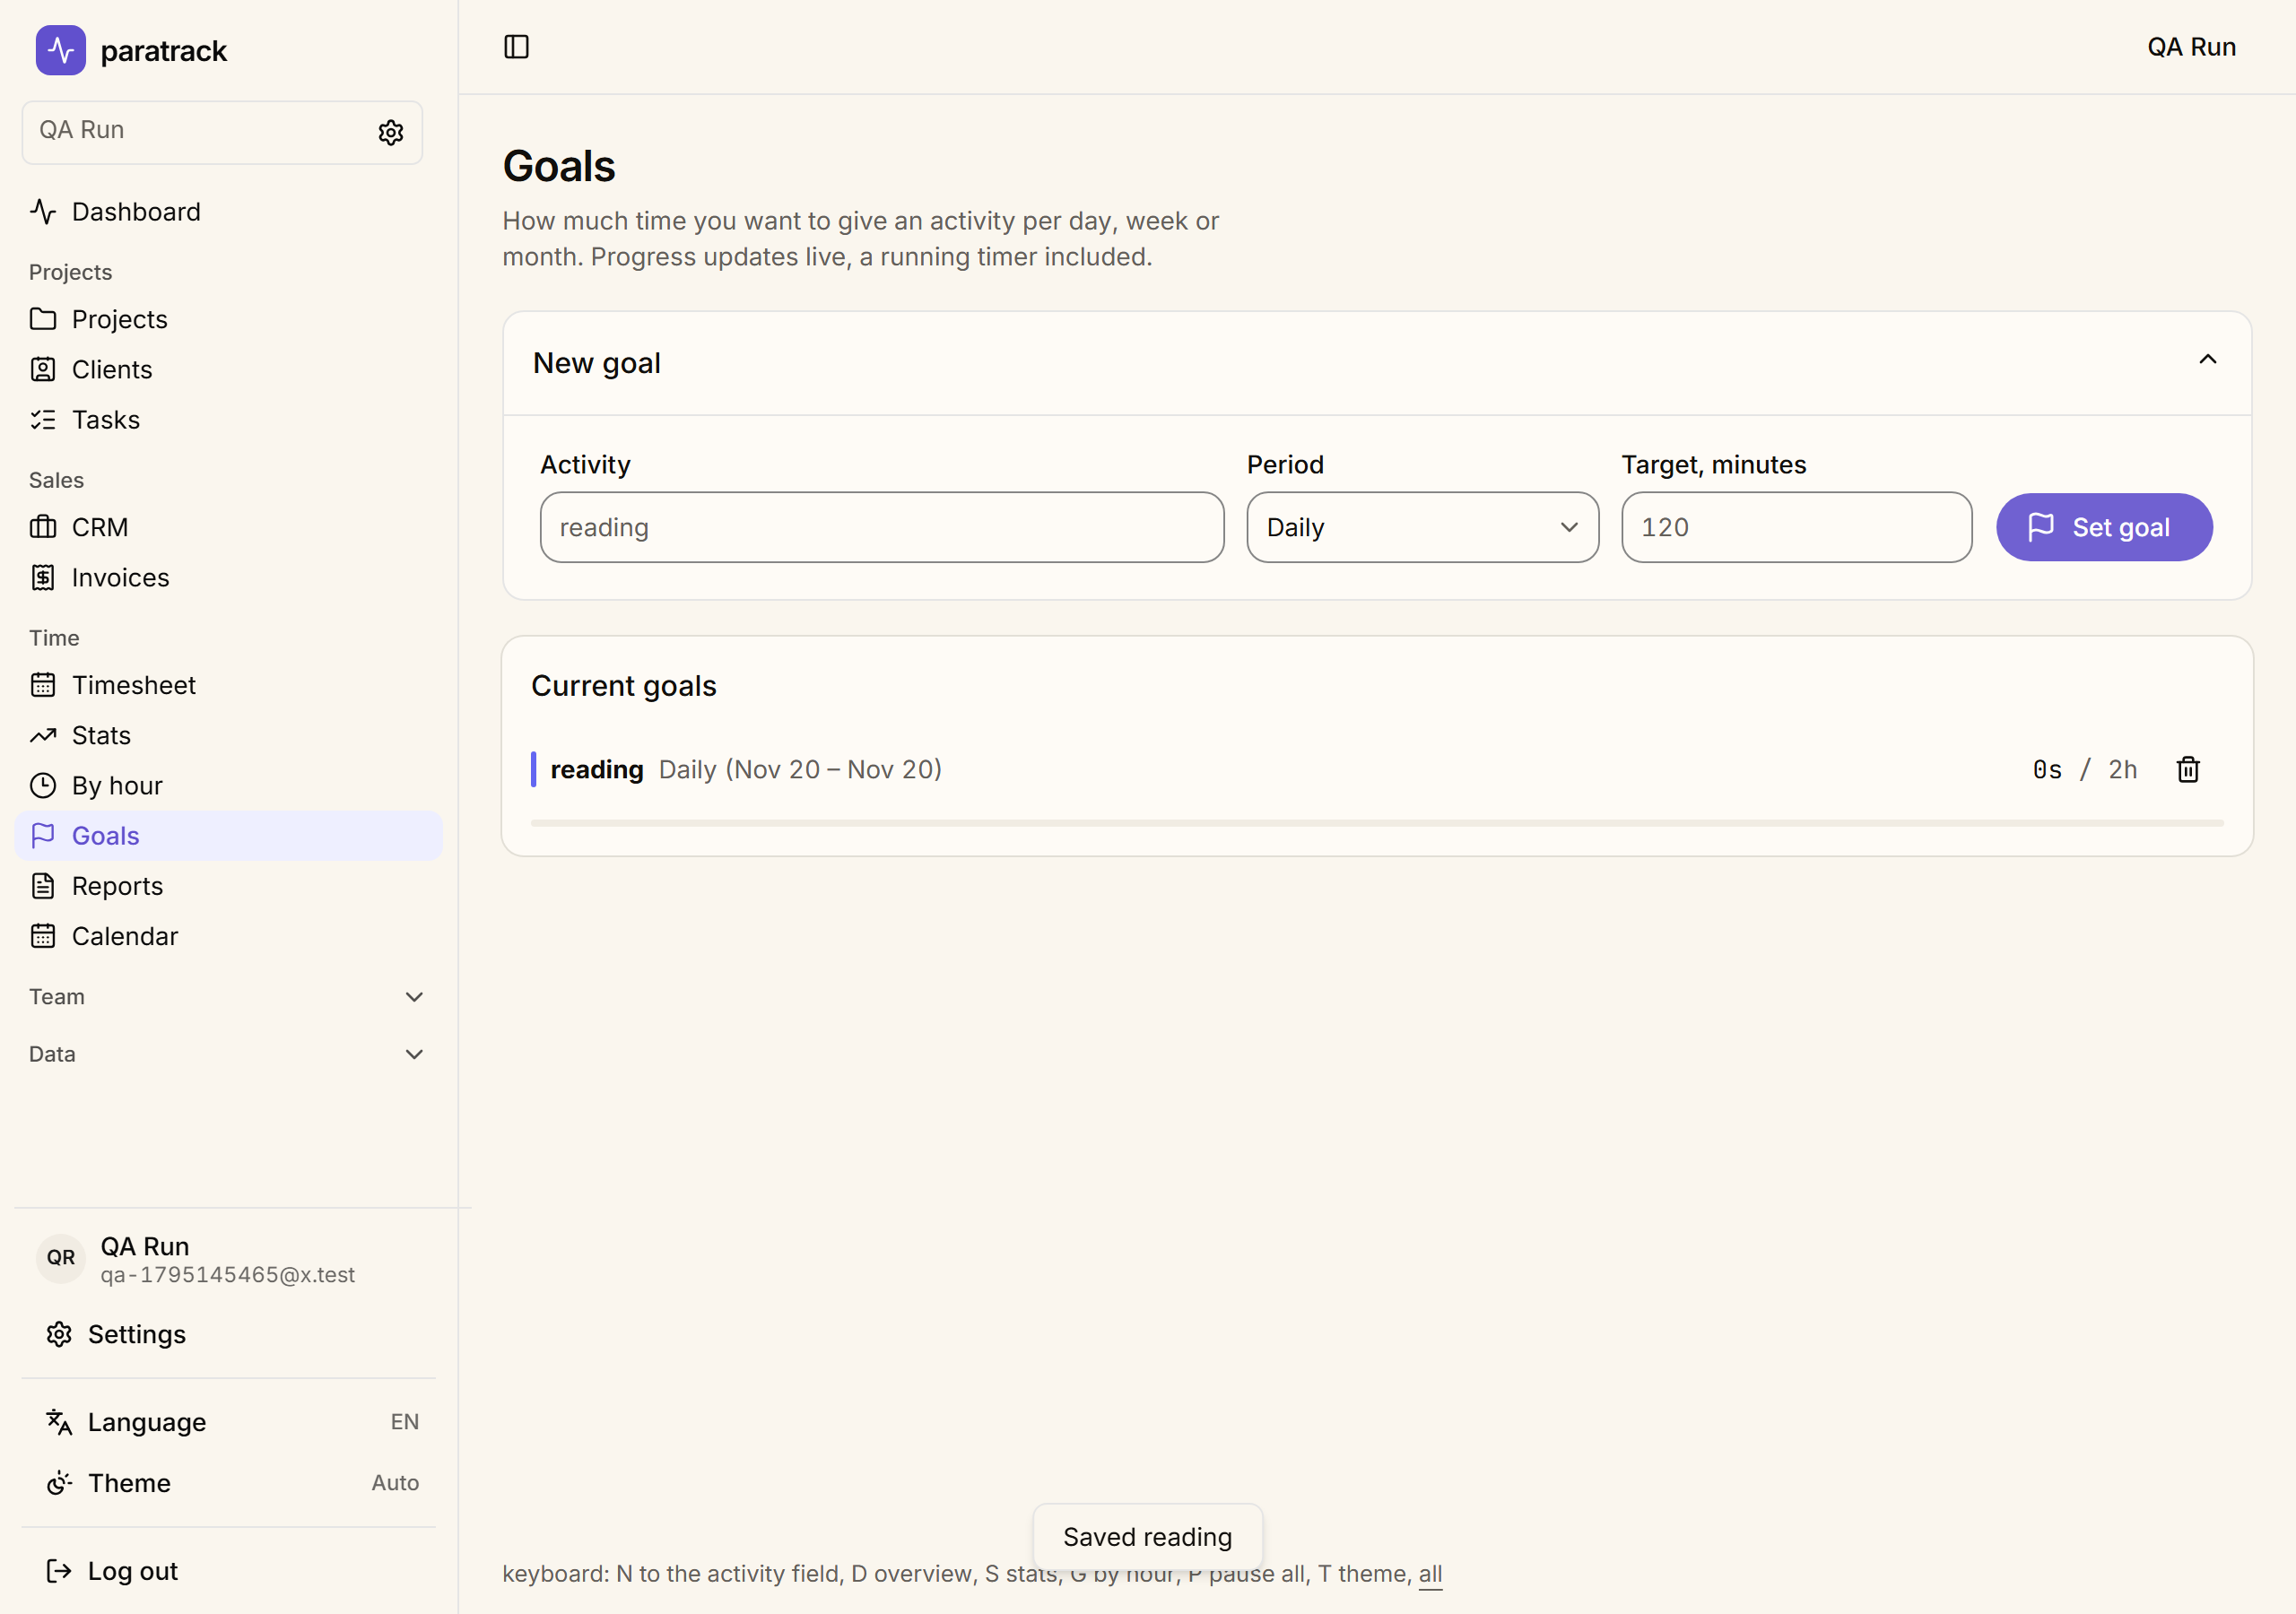 paratrack
QA Run
QA Run
Dashboard
Projects
Projects
Clients
Tasks
Sales
CRM
Invoices
Time
Timesheet
Stats
By hour
Goals
Reports
Calendar
Team
Data
QR
QA Run
qa-1795145465@x.test
Settings
Language EN
Theme Auto
Log out
Goals
How much time you want to give an activity per day, week or
month. Progress updates live, a running timer included.
New goal
Activity Period Target, minutes
reading Daily 120 Set goal
Current goals
reading Daily (Nov 20 – Nov 20) 0s / 2h
Saved reading
keyboard: N to the activity field, D overview, S stats, G by hour, P pause all, T theme, all